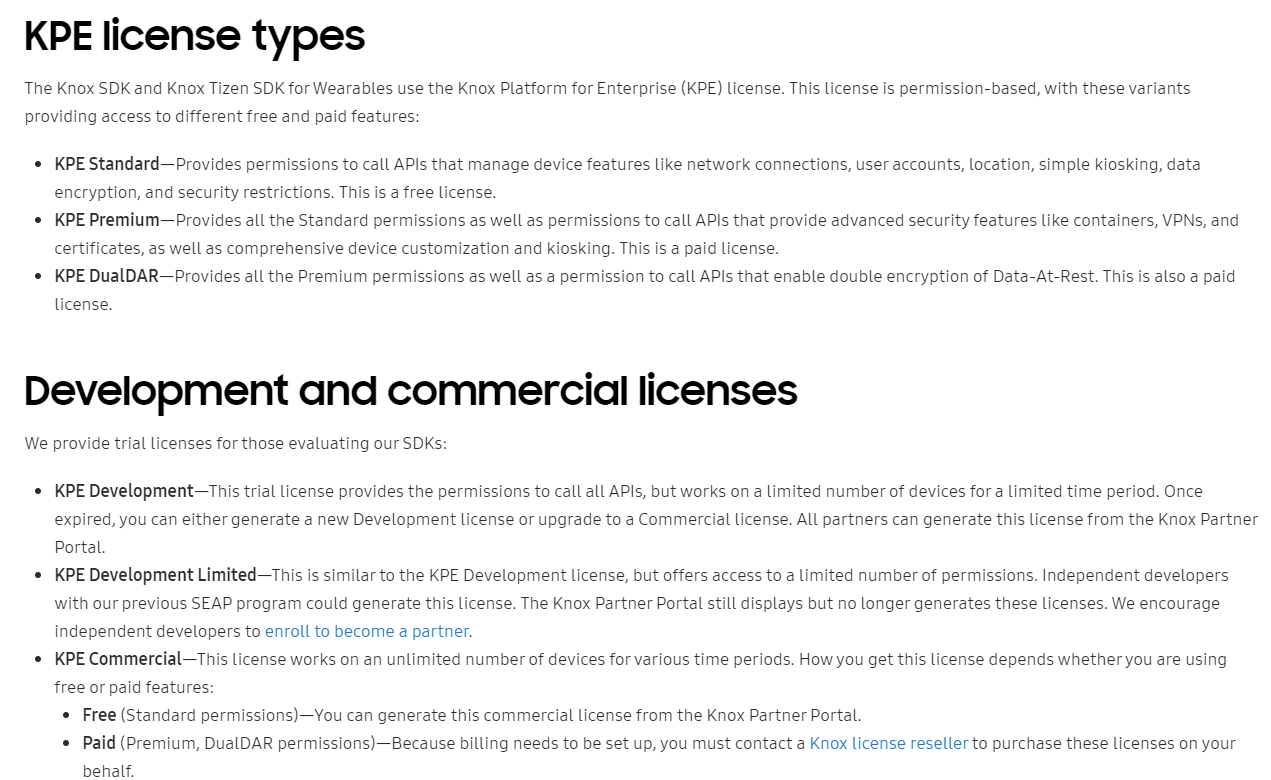 KPE license types
The Knox SDK and Knox Tizen SDK for Wearables use the Knox Platform for Enterprise (KPE) license. This license is permission-based, with these variants
providing access to different free and paid features:
• KPE Standard—Provides permissions to call APIs that manage device features like network connections, user accounts, location, simple kiosking, data
encryption, and security restrictions. This is a free license.
• KPE Premium—Provides all the Standard permissions as well as permissions to call APIs that provide advanced security features like containers, VPNs, and
certificates, as well as comprehensive device customization and kiosking. This is a paid license.
• KPE DualDAR—Provides all the Premium permissions as well as a permission to call APIs that enable double encryption of Data-At-Rest. This is also a paid
license.
Development and commercial licenses
We provide trial licenses for those evaluating our SDKs:
• KPE Development—This trial license provides the permissions to call all APIs, but works on a limited number of devices for a limited time period. Once
expired, you can either generate a new Development license or upgrade to a Commercial license. All partners can generate this license from the Knox Partner
Portal.
• KPE Development Limited—This is similar to the KPE Development license, but offers access to a limited number of permissions. Independent developers
with our previous SEAP program could generate this license. The Knox Partner Portal still displays but no longer generates these licenses. We encourage
independent developers to enroll to become a partner.
• KPE Commercial—This license works on an unlimited number of devices for various time periods. How you get this license depends whether you are using
free or paid features:
• Free (Standard permissions)—You can generate this commercial license from the Knox Partner Portal.
• Paid (Premium, DualDAR permissions)—Because billing needs to be set up, you must contact a Knox license reseller to purchase these licenses on your
behalf.